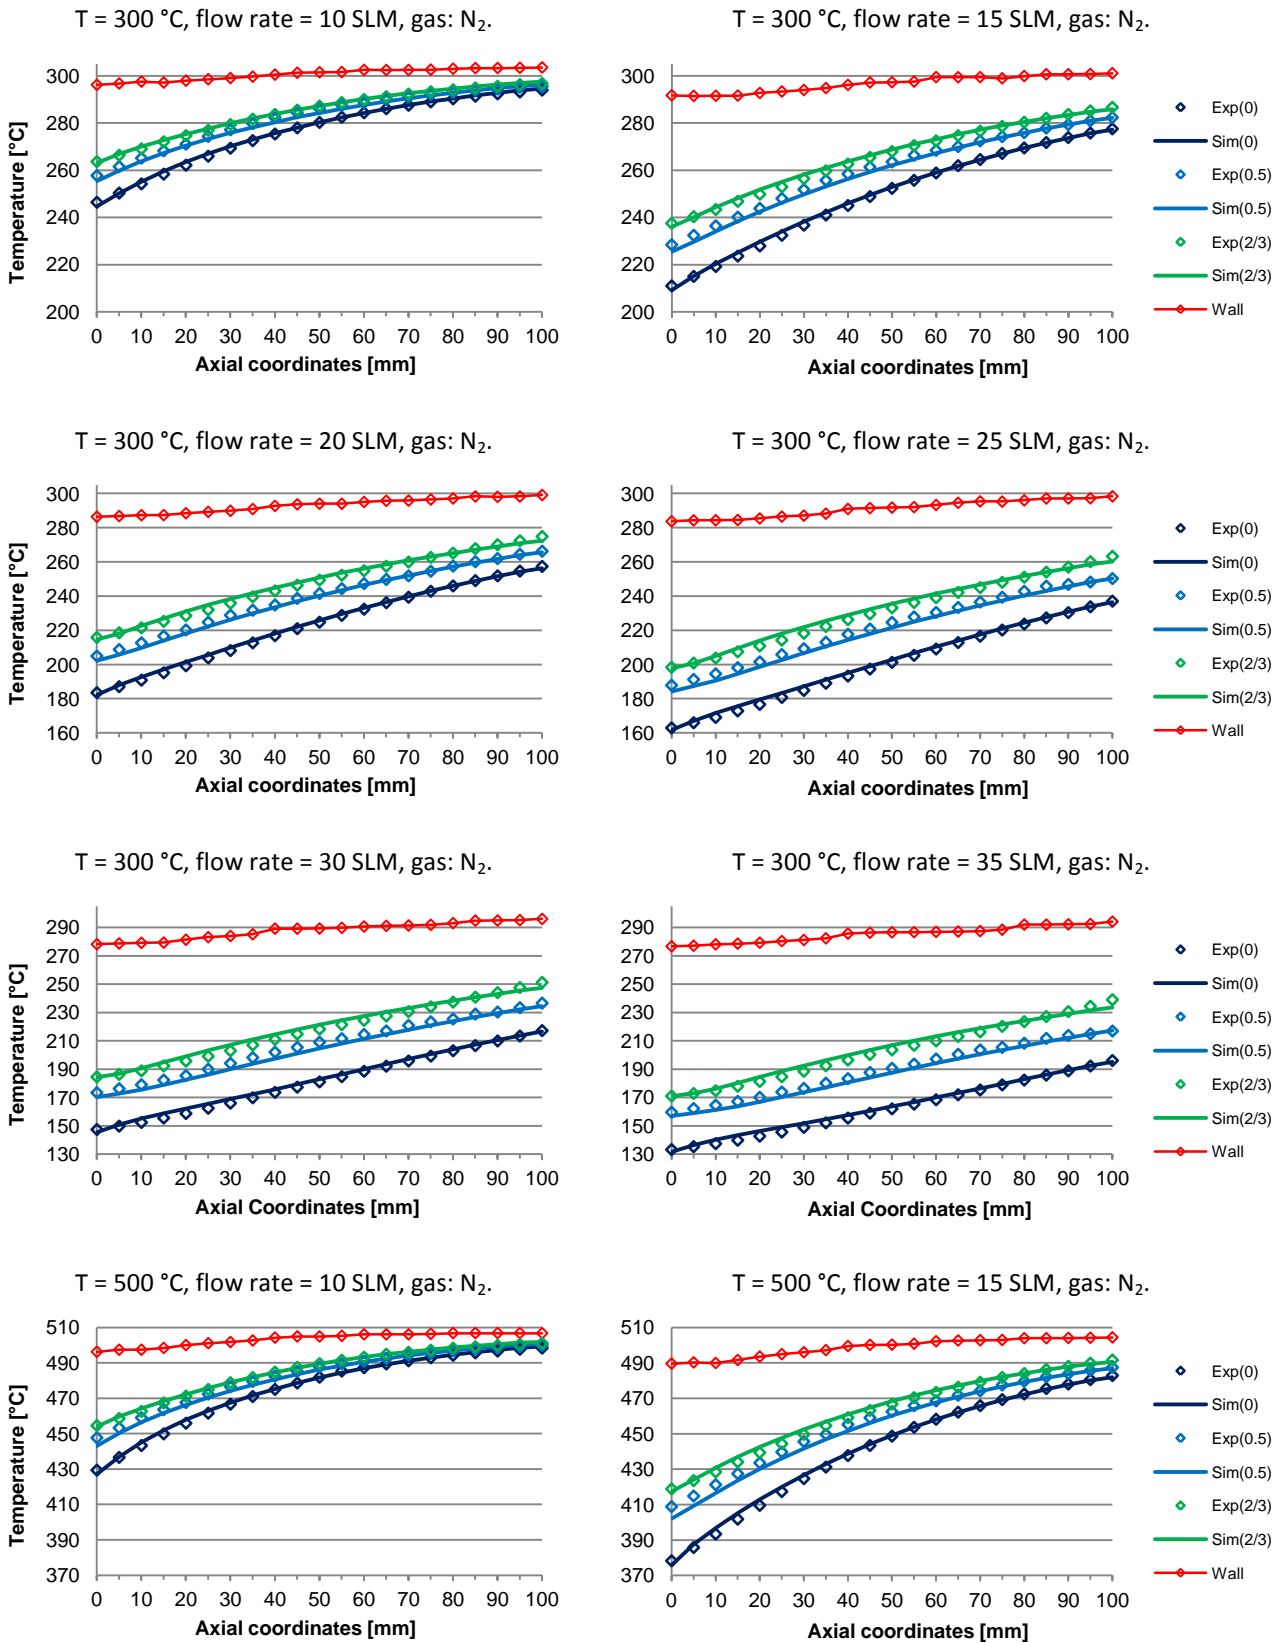 T = 300 °C, flow rate = 10 SLM, gas: N₂.
T = 300 °C, flow rate = 15 SLM, gas: N₂.
Temperature [°C]
300
280
260
240
220
200
0 10 20 30 40 50 60 70 80 90 100
Axial coordinates [mm]
300
280
260
240
220
200
0 10 20 30 40 50 60 70 80 90 100
Axial coordinates [mm]
Exp(0)
Sim(0)
Exp(0.5)
Sim(0.5)
Exp(2/3)
Sim(2/3)
Wall
T = 300 °C, flow rate = 20 SLM, gas: N₂.
T = 300 °C, flow rate = 25 SLM, gas: N₂.
Temperature [°C]
300
280
260
240
220
200
180
160
0 10 20 30 40 50 60 70 80 90 100
Axial coordinates [mm]
300
280
260
240
220
200
180
160
0 10 20 30 40 50 60 70 80 90 100
Axial coordinates [mm]
Exp(0)
Sim(0)
Exp(0.5)
Sim(0.5)
Exp(2/3)
Sim(2/3)
Wall
T = 300 °C, flow rate = 30 SLM, gas: N₂.
T = 300 °C, flow rate = 35 SLM, gas: N₂.
Temperature [°C]
290
270
250
230
210
190
170
150
130
0 10 20 30 40 50 60 70 80 90 100
Axial Coordinates [mm]
290
270
250
230
210
190
170
150
130
0 10 20 30 40 50 60 70 80 90 100
Axial Coordinates [mm]
Exp(0)
Sim(0)
Exp(0.5)
Sim(0.5)
Exp(2/3)
Sim(2/3)
Wall
T = 500 °C, flow rate = 10 SLM, gas: N₂.
T = 500 °C, flow rate = 15 SLM, gas: N₂.
Temperature [°C]
510
490
470
450
430
410
390
370
0 10 20 30 40 50 60 70 80 90 100
Axial coordinates [mm]
510
490
470
450
430
410
390
370
0 10 20 30 40 50 60 70 80 90 100
Axial coordinates [mm]
Exp(0)
Sim(0)
Exp(0.5)
Sim(0.5)
Exp(2/3)
Sim(2/3)
Wall